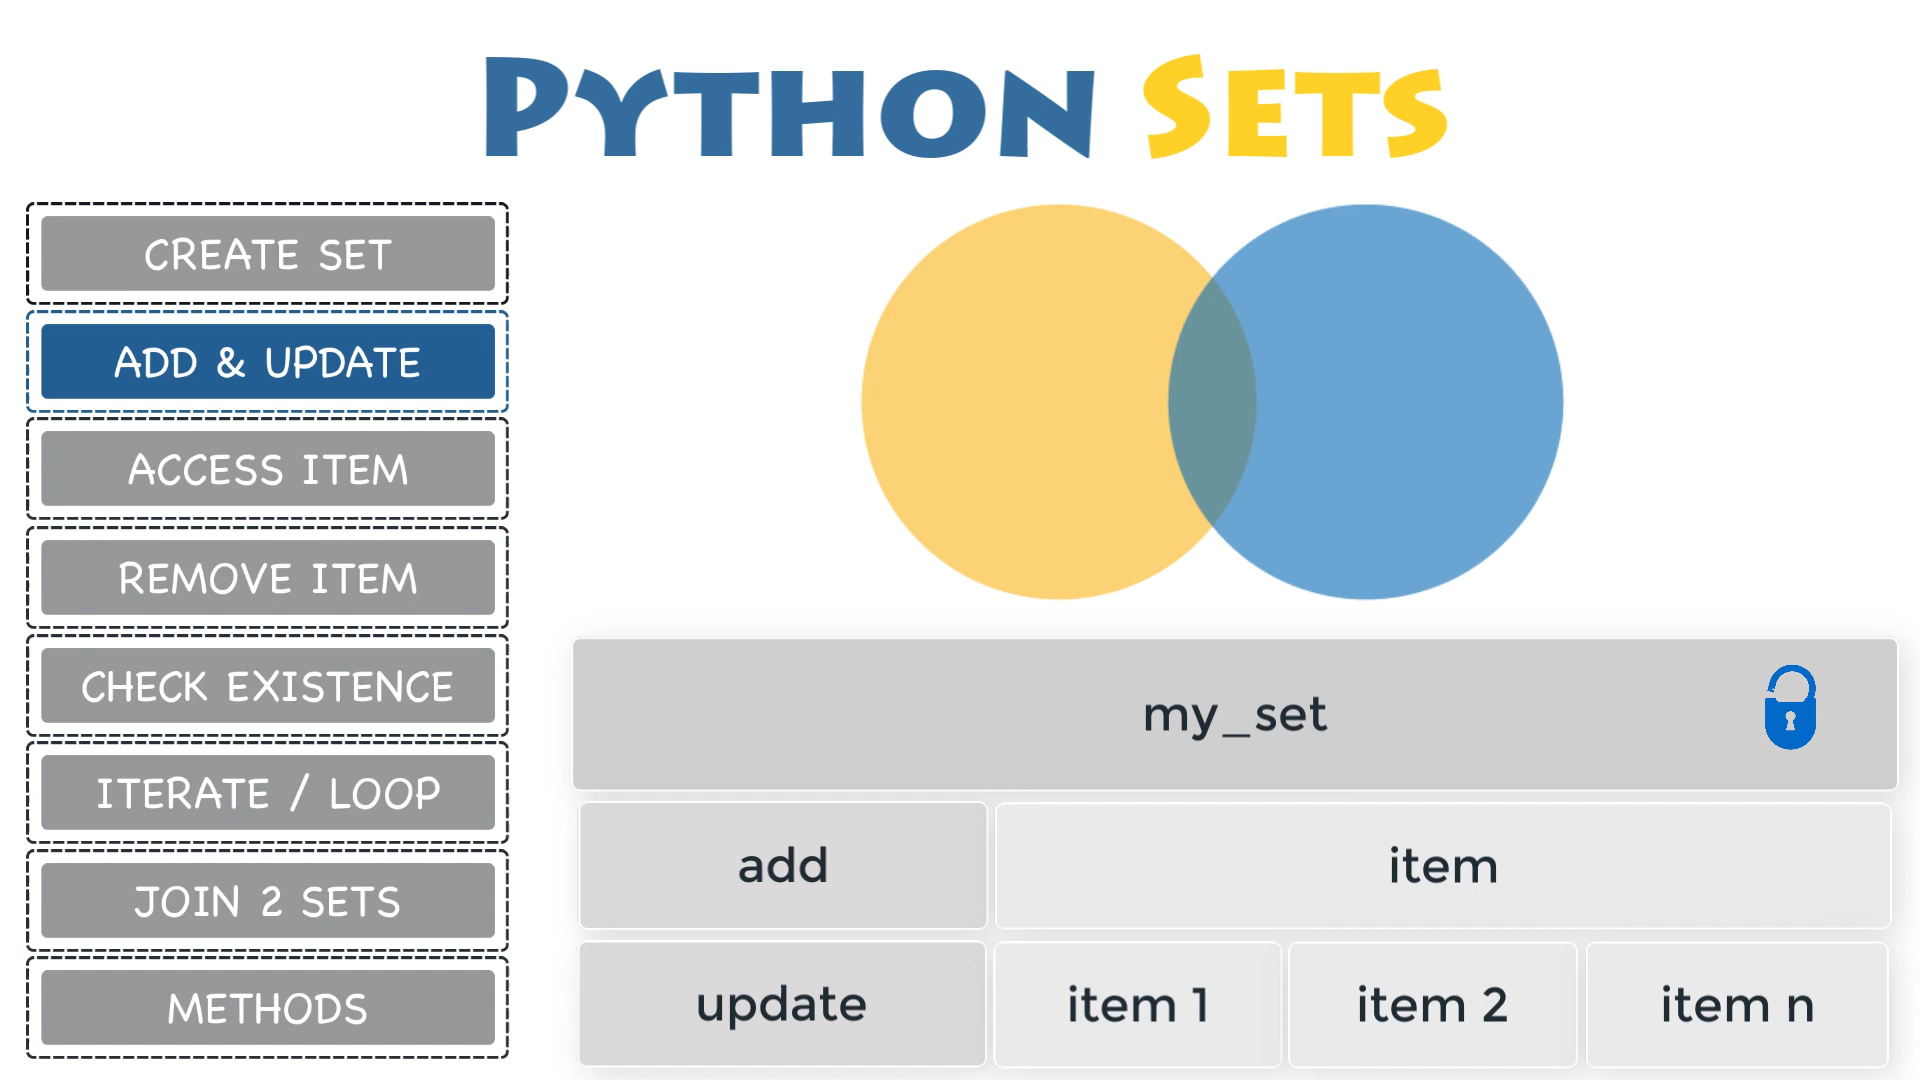 PYTHON SETS
CREATE SET
ADD & UPDATE
ACCESS ITEM
REMOVE ITEM
CHECK EXISTENCE
ITERATE / LOOP
JOIN 2 SETS
METHODS
my_set
add
item
update
item 1
item 2
item n